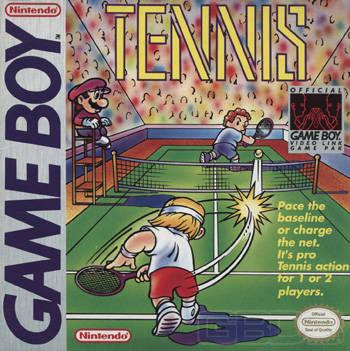 Nintendo
GAME BOY
TM
TENNIS
OFFICIAL
GAME BOY
VIDEO LINK
GAME PAK
Pace the
baseline
or charge
the net.
It's pro
Tennis action
for 1 or 2
players.
Nintendo
Official
Nintendo
Seal of Quality